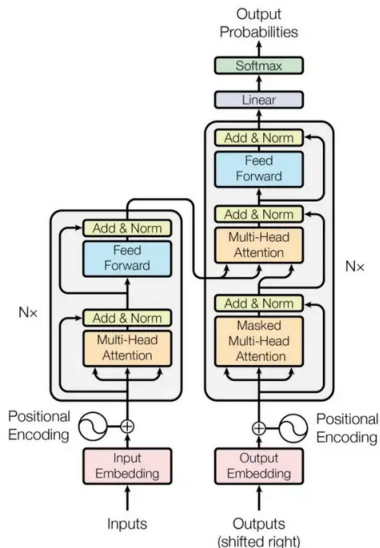 Output
Probabilities
Softmax
Linear
Add & Norm
Feed
Forward
Add & Norm
Multi-Head
Attention
Nx
Add & Norm
Masked
Multi-Head
Attention
Add & Norm
Feed
Forward
Nx
Add & Norm
Multi-Head
Attention
Positional
Encoding
Positional
Encoding
Input
Embedding
Output
Embedding
Inputs
Outputs
(shifted right)